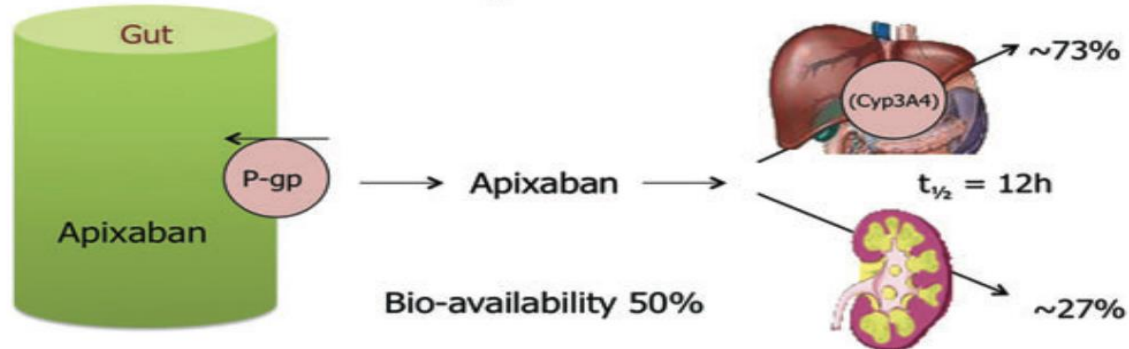 Gut
P-gp
Apixaban
Apixaban
Bio-availability 50%
(Cyp3A4)
~73%
t½ = 12h
~27%